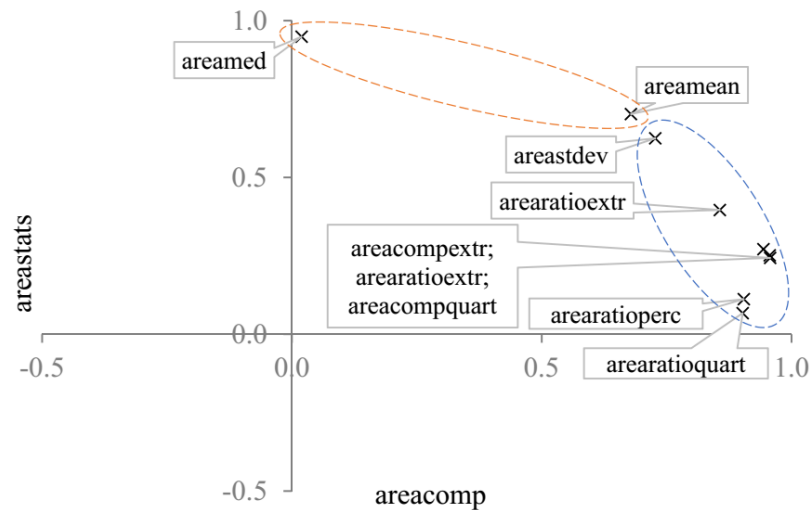 1.0
areamed
areamean
areastdev
0.5
arearatioextr
areacompextr;
arearatioextr;
areacompquart
areastats
arearatioperc
0.0
arearatioquart
-0.5
0.0
0.5
1.0
-0.5
areacomp